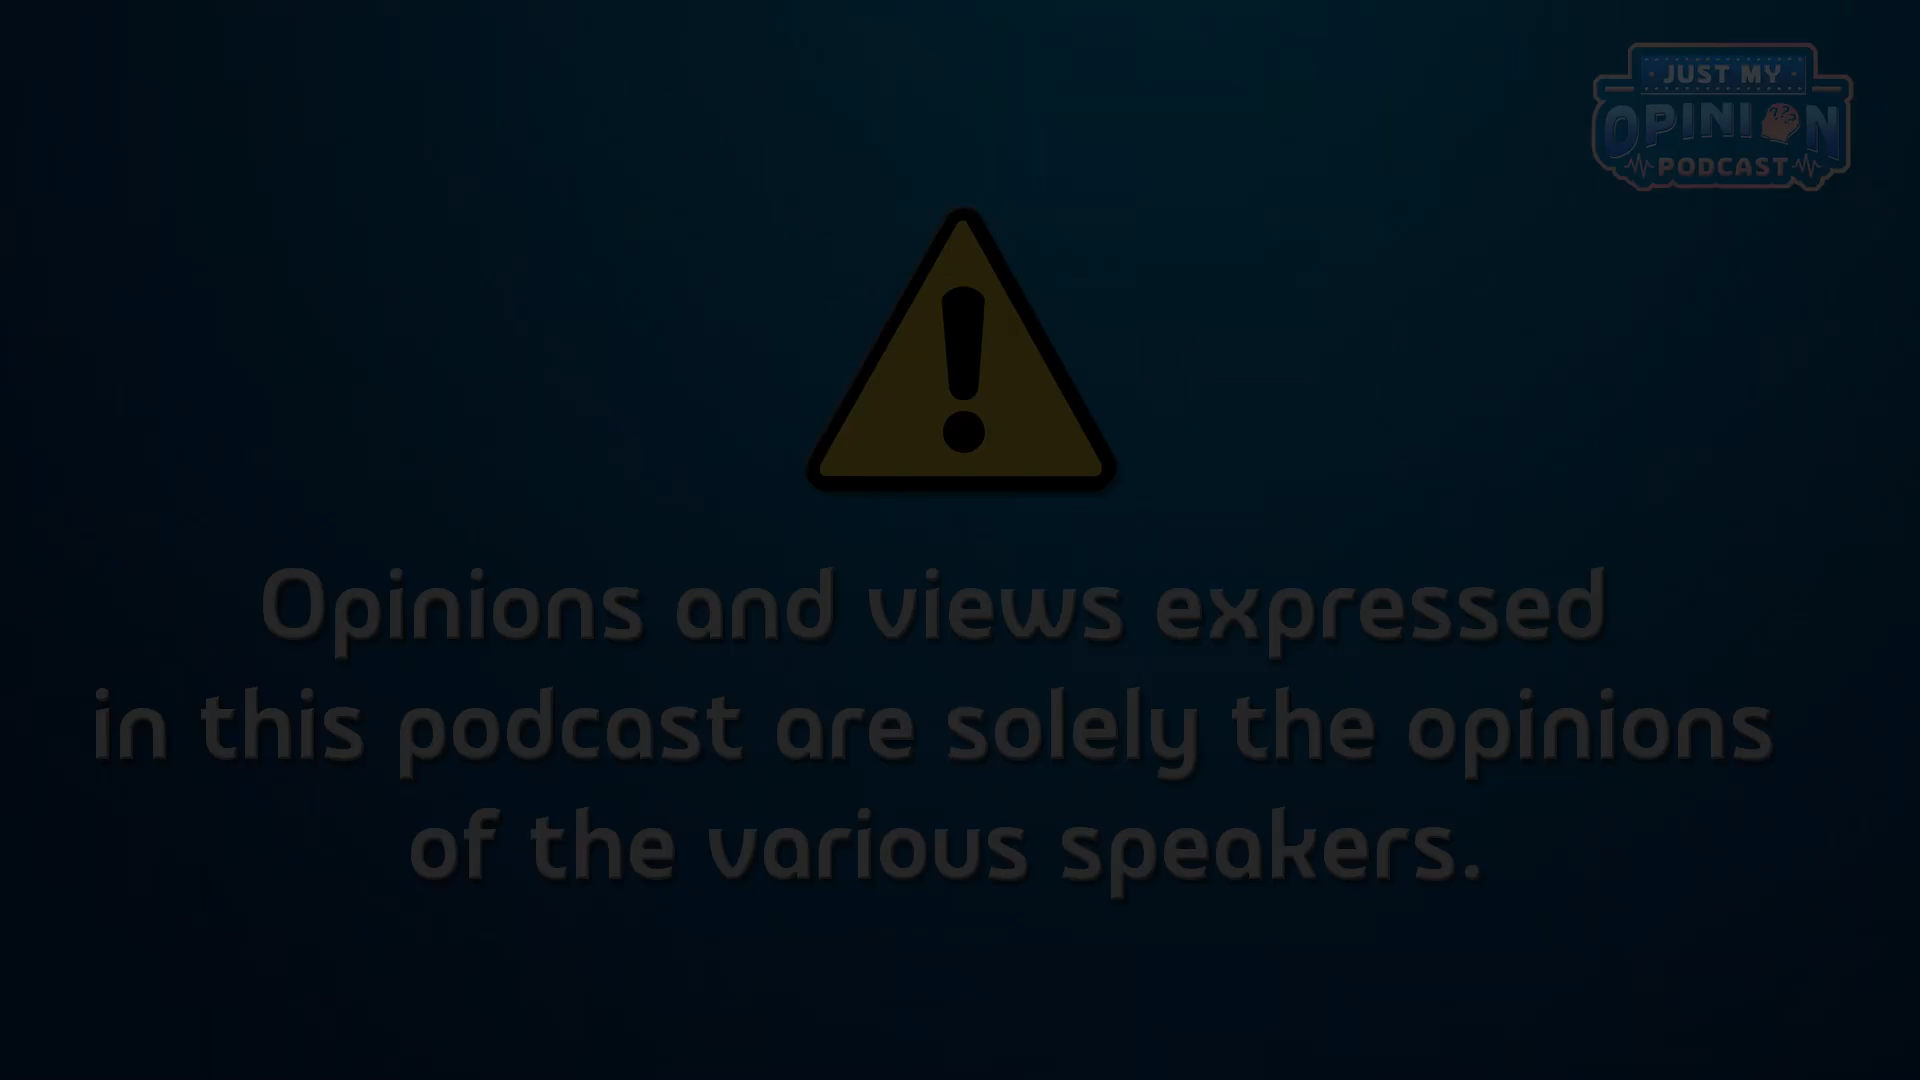 JUST MY
OPINION
PODCAST
!
Opinions and views expressed
in this podcast are solely the opinions
of the various speakers.